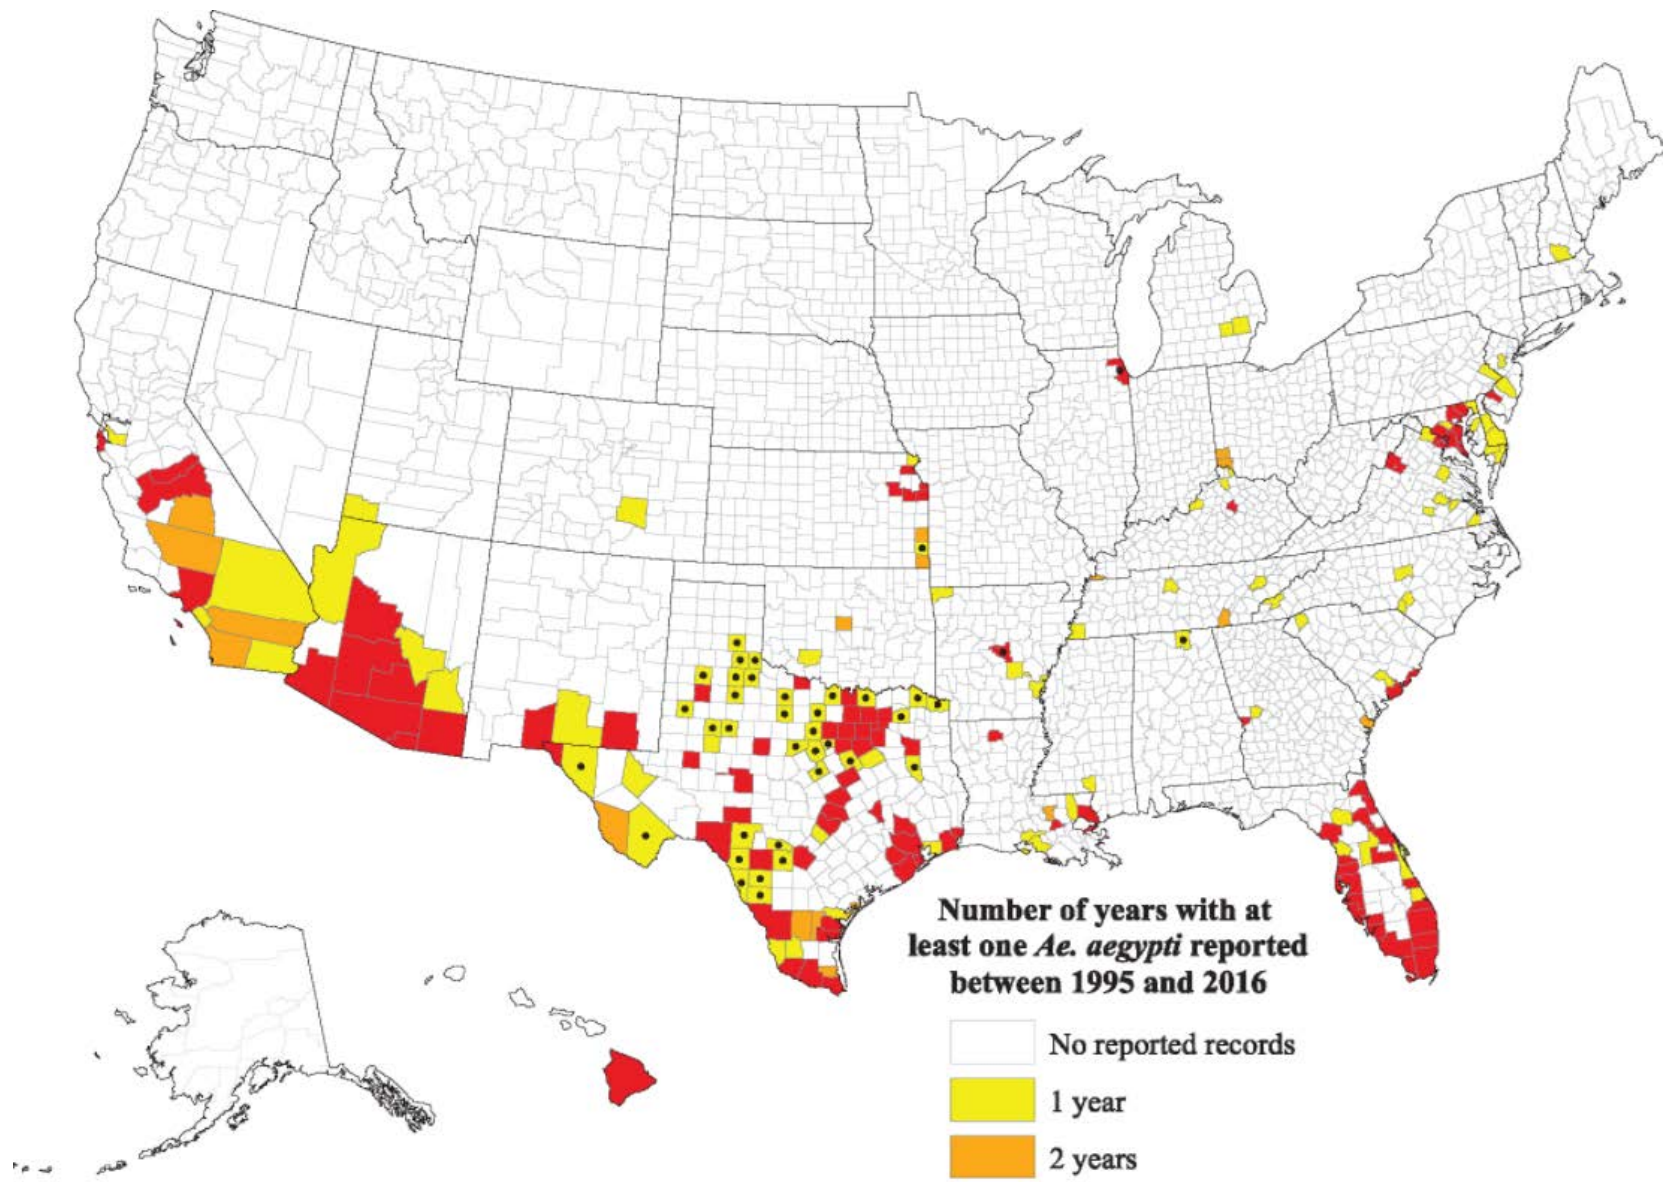 Number of years with at
least one Ae. aegypti reported
between 1995 and 2016
No reported records
1 year
2 years